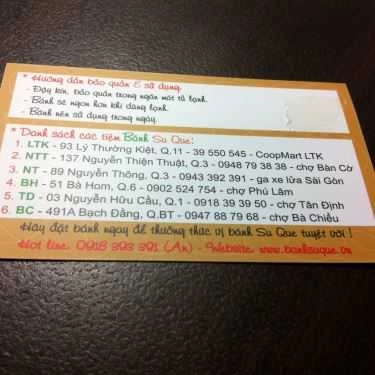 * Hướng dẫn bảo quản & sử dụng.
- Đậy kín, bảo quản trong ngăn mát tủ lạnh.
- Bánh sẽ ngon hơn khi dùng lạnh.
- Bánh nên sử dụng trong ngày.
* Danh sách các tiệm Bánh Su Que:
1. LTK - 93 Lý Thường Kiệt, Q.11 - 39 550 545 - CoopMart LTK
2. NTT - 137 Nguyễn Thiện Thuật, Q.3 - 0948 79 38 38 - chợ Bàn Cờ
3. NT - 89 Nguyễn Thông, Q.3 - 0943 392 391 - ga xe lửa Sài Gòn
4. BH - 51 Bà Hom, Q.6 - 0902 524 754 - chợ Phú Lâm
5. TD - 03 Nguyễn Hữu Cầu, Q.1 - 0918 39 39 50 - chợ Tân Định
6. BC - 491A Bạch Đằng, Q.BT - 0947 88 79 68 - chợ Bà Chiểu
Hãy đặt bánh ngay để thưởng thức vị bánh Su Que tuyệt vời !
Hot line: 0918 393 391 (An) - Website: www.banhsuque.vn